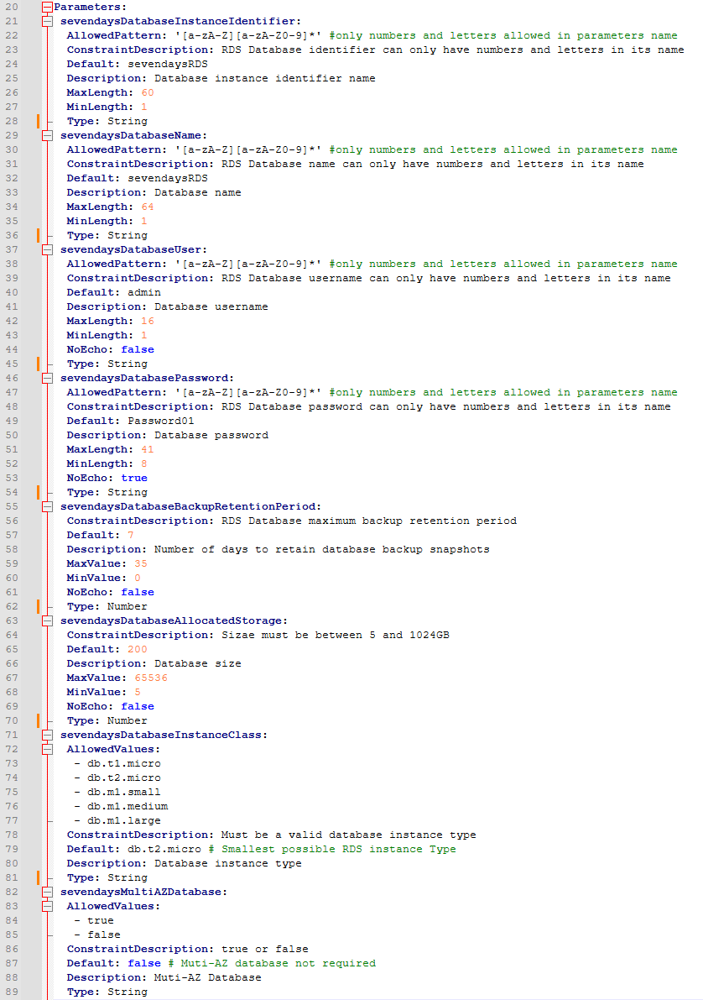 20 Parameters:
21 sevendaysDatabaseInstanceIdentifier:
22 AllowedPattern: '[a-zA-Z][a-zA-Z0-9]*' #only numbers and letters allowed in parameters name
23 ConstraintDescription: RDS Database identifier can only have numbers and letters in its name
24 Default: sevendaysRDS
25 Description: Database instance identifier name
26 MaxLength: 60
27 MinLength: 1
28 Type: String
29 sevendaysDatabaseName:
30 AllowedPattern: '[a-zA-Z][a-zA-Z0-9]*' #only numbers and letters allowed in parameters name
31 ConstraintDescription: RDS Database name can only have numbers and letters in its name
32 Default: sevendaysRDS
33 Description: Database name
34 MaxLength: 64
35 MinLength: 1
36 Type: String
37 sevendaysDatabaseUser:
38 AllowedPattern: '[a-zA-Z][a-zA-Z0-9]*' #only numbers and letters allowed in parameters name
39 ConstraintDescription: RDS Database username can only have numbers and letters in its name
40 Default: admin
41 Description: Database username
42 MaxLength: 16
43 MinLength: 1
44 NoEcho: false
45 Type: String
46 sevendaysDatabasePassword:
47 AllowedPattern: '[a-zA-Z][a-zA-Z0-9]*' #only numbers and letters allowed in parameters name
48 ConstraintDescription: RDS Database password can only have numbers and letters in its name
49 Default: Password01
50 Description: Database password
51 MaxLength: 41
52 MinLength: 8
53 NoEcho: true
54 Type: String
55 sevendaysDatabaseBackupRetentionPeriod:
56 ConstraintDescription: RDS Database maximum backup retention period
57 Default: 7
58 Description: Number of days to retain database backup snapshots
59 MaxValue: 35
60 MinValue: 0
61 NoEcho: false
62 Type: Number
63 sevendaysDatabaseAllocatedStorage:
64 ConstraintDescription: Sizae must be between 5 and 1024GB
65 Default: 200
66 Description: Database size
67 MaxValue: 65536
68 MinValue: 5
69 NoEcho: false
70 Type: Number
71 sevendaysDatabaseInstanceClass:
72 AllowedValues:
73 - db.t1.micro
74 - db.t2.micro
75 - db.m1.small
76 - db.m1.medium
77 - db.m1.large
78 ConstraintDescription: Must be a valid database instance type
79 Default: db.t2.micro # Smallest possible RDS instance Type
80 Description: Database instance type
81 Type: String
82 sevendaysMultiAZDatabase:
83 AllowedValues:
84 - true
85 - false
86 ConstraintDescription: true or false
87 Default: false # Muti-AZ database not required
88 Description: Muti-AZ Database
89 Type: String